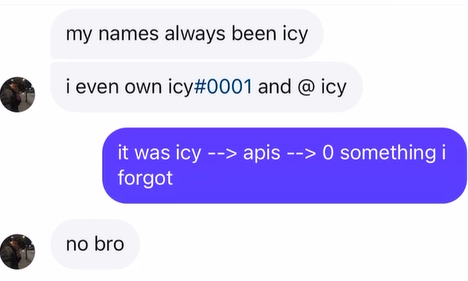 my names always been icy
i even own icy#0001 and @ icy
it was icy --> apis --> 0 something i
forgot
no bro